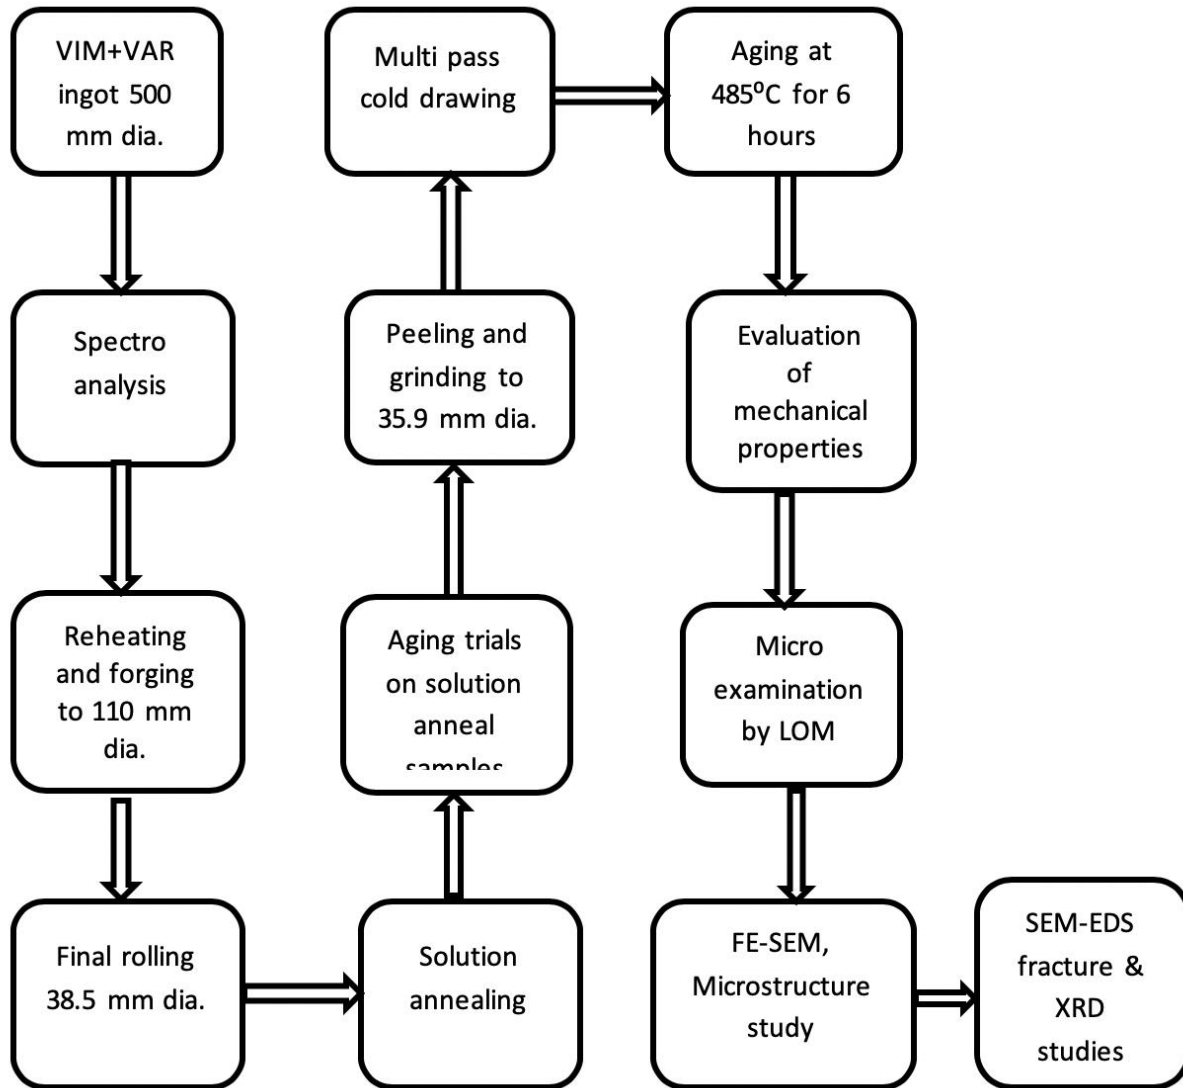 VIM+VAR
ingot 500
mm dia.
Spectro
analysis
Reheating
and forging
to 110 mm
dia.
Final rolling
38.5 mm dia.
Solution
annealing
Aging trials
on solution
anneal
samples
Peeling and
grinding to
35.9 mm dia.
Multi pass
cold drawing
Aging at
485⁰C for 6
hours
Evaluation
of
mechanical
properties
Micro
examination
by LOM
FE-SEM,
Microstructure
study
SEM-EDS
fracture &
XRD
studies